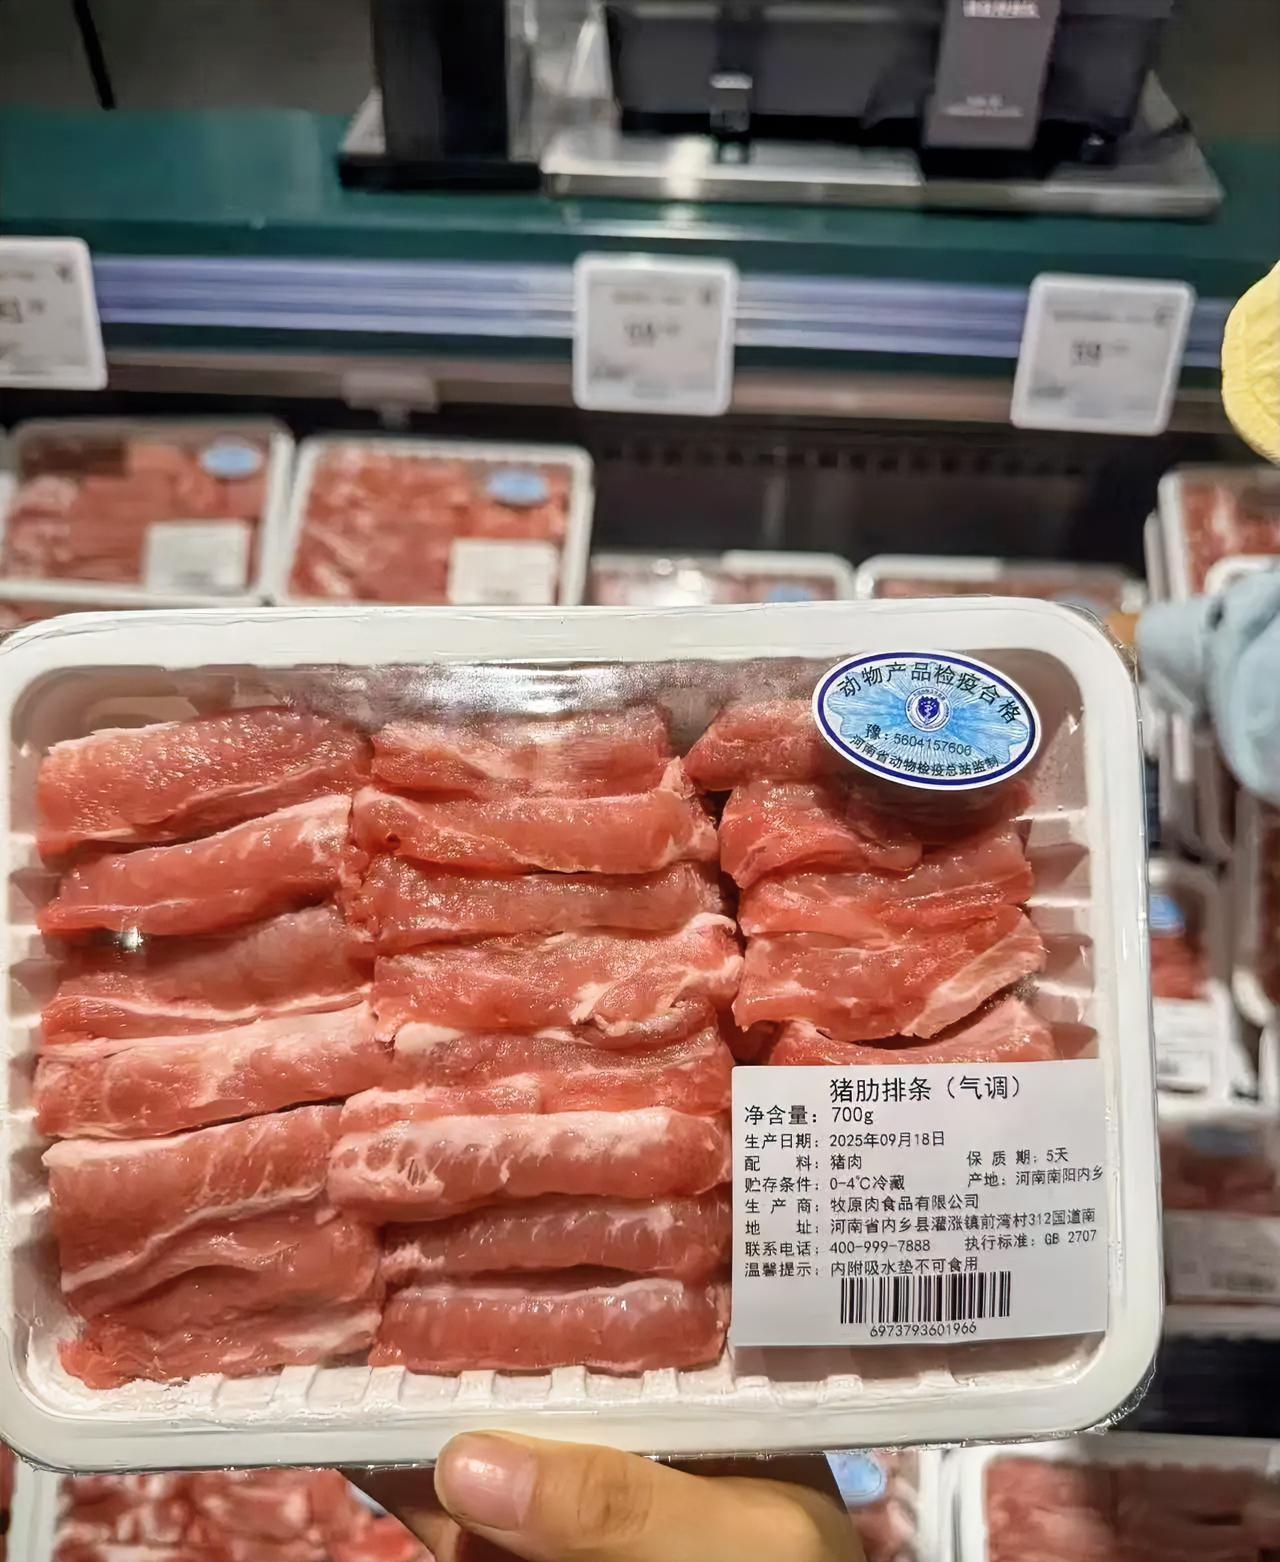 动物产品检疫合格
豫：5604157606
河南省动物检疫总站监制
猪肋排条（气调）
净含量：700g
生产日期：2025年09月18日
配 料：猪肉 保 质 期：5天
贮存条件：0-4℃冷藏 产地：河南南阳内乡
生 产 商：牧原肉食品有限公司
地 址：河南省内乡县灌涨镇前湾村312国道南
联系电话：400-999-7888 执行标准：GB 2707
温馨提示：内附吸水垫不可食用
6973793601966